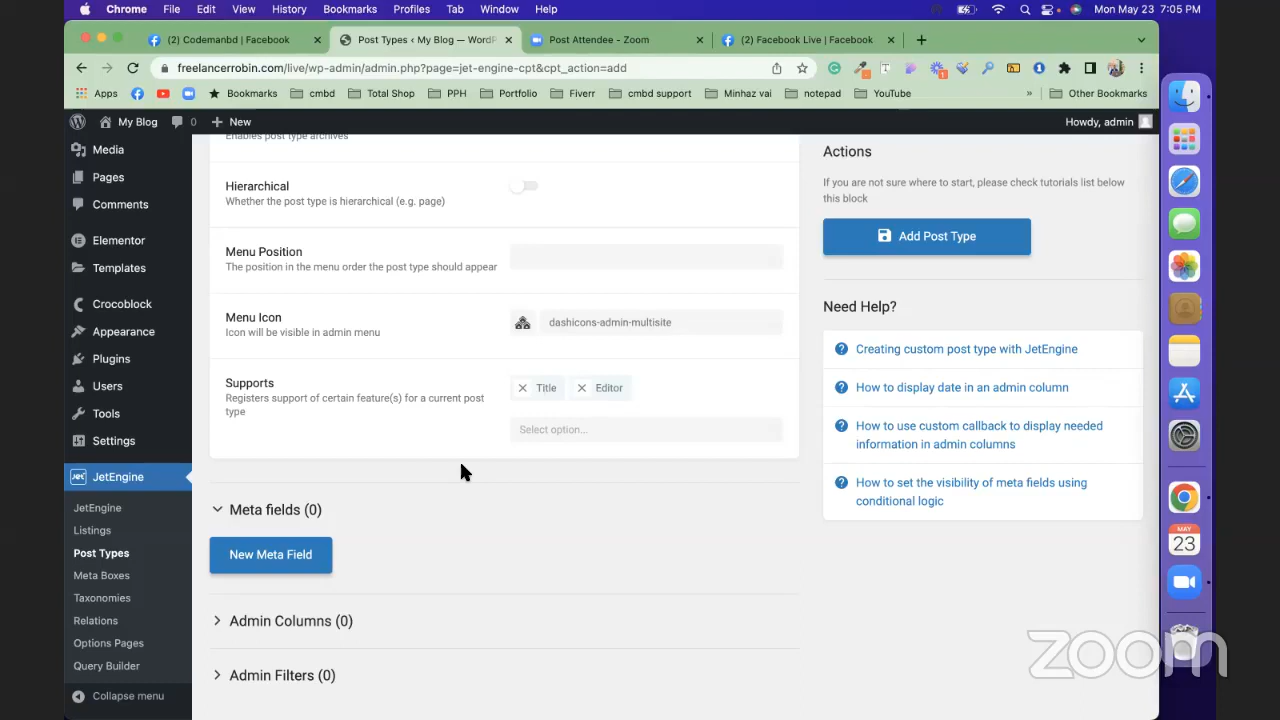 Chrome File Edit View History Bookmarks Profiles Tab Window Help Mon May 23 7:05 PM
(2) Codemanbd | Facebook Post Types ‹ My Blog — WordP Post Attendee - Zoom (2) Facebook Live | Facebook
freelancerrobin.com/live/wp-admin/admin.php?page=jet-engine-cpt&cpt_action=add
Apps Bookmarks cmbd Total Shop PPH Portfolio Fiverr cmbd support Minhaz vai notepad YouTube » Other Bookmarks
My Blog 0 + New Howdy, admin
Media
Pages
Comments
Elementor
Templates
Crocoblock
Appearance
Plugins
Users
Tools
Settings
JetEngine
JetEngine
Listings
Post Types
Meta Boxes
Taxonomies
Relations
Options Pages
Query Builder
Collapse menu
Enables post type archives
Hierarchical
Whether the post type is hierarchical (e.g. page)
Menu Position
The position in the menu order the post type should appear
Menu Icon
Icon will be visible in admin menu
dashicons-admin-multisite
Supports
Registers support of certain feature(s) for a current post
type
Title Editor
Select option...
Meta fields (0)
New Meta Field
Admin Columns (0)
Admin Filters (0)
Actions
If you are not sure where to start, please check tutorials list below
this block
Add Post Type
Need Help?
Creating custom post type with JetEngine
How to display date in an admin column
How to use custom callback to display needed
information in admin columns
How to set the visibility of meta fields using
conditional logic
MAY
23
zoom